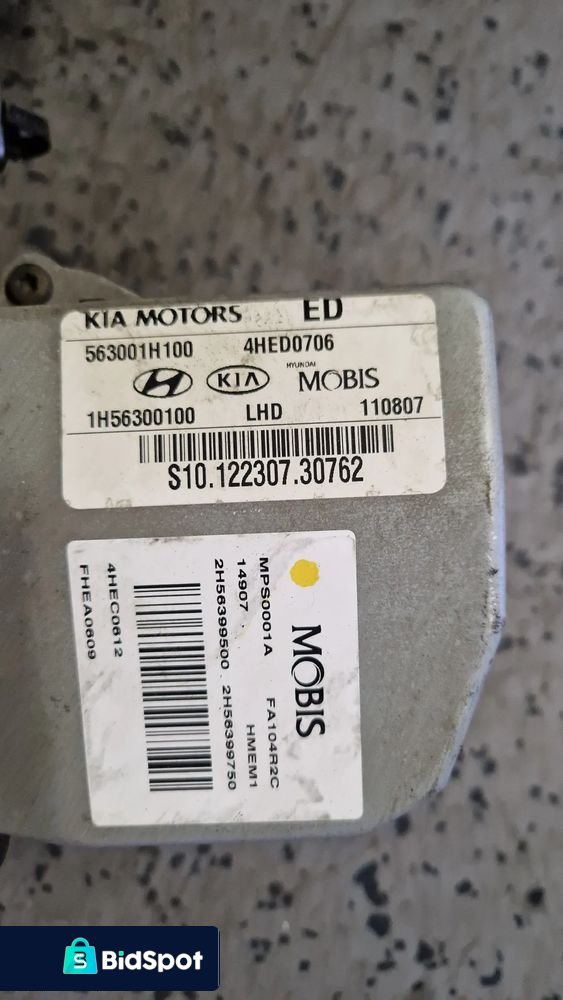 KIA MOTORS ED
563001H100 4HED0706
KIA HYUNDAI MOBIS
1H56300100 LHD 110807
S10.122307.30762
MOBIS
MPS0001A FA104R2C
14907 HMEM1
2H56399500 2H56399750
4HEC0612
FHEA0609
BidSpot